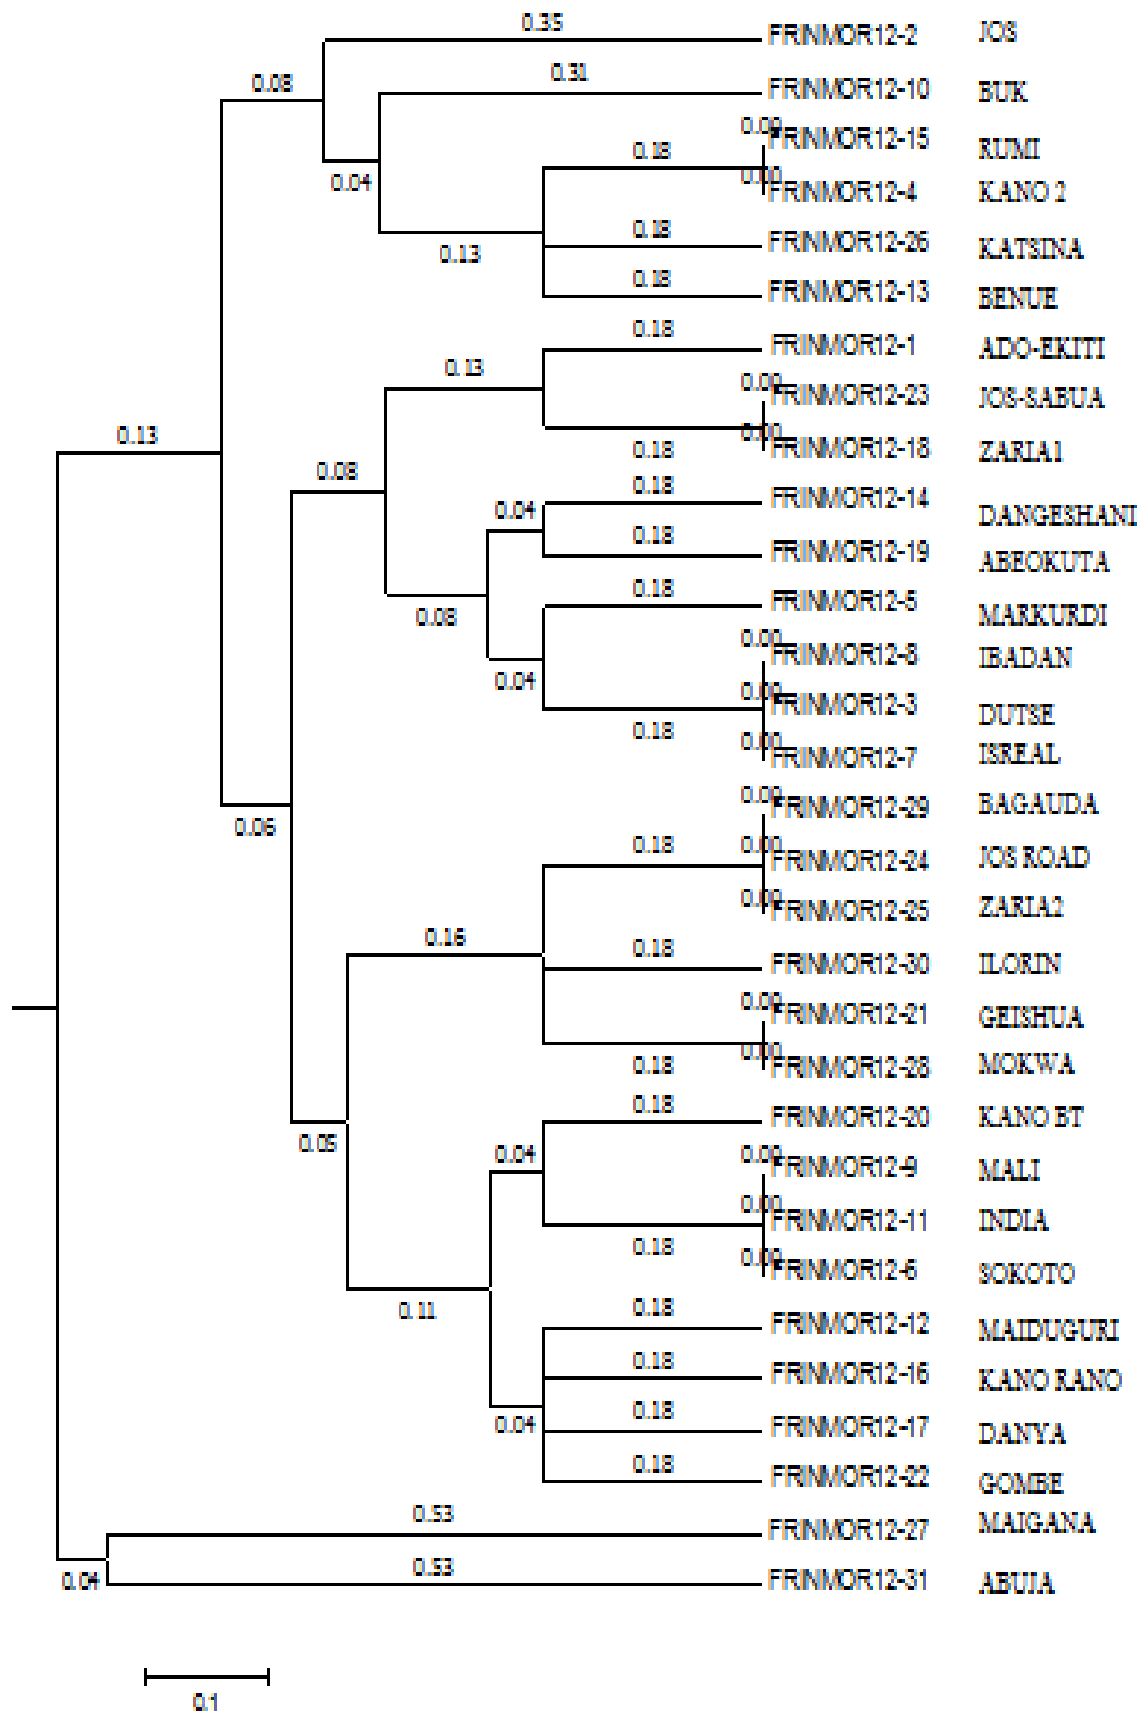 0.35 FRINMOR12-2 JOS
0.08
0.31 FRINMOR12-10 BUK
0.00 FRINMOR12-15 RUMI
0.18
0.04
0.00 FRINMOR12-4 KANO 2
0.18 FRINMOR12-26 KATSINA
0.13
0.18 FRINMOR12-13 BENUE
0.18 FRINMOR12-1 ADO-EKITI
0.13
0.00 FRINMOR12-23 JOS-SABUA
0.13
0.00 FRINMOR12-18 ZARIA1
0.18
0.08
0.18 FRINMOR12-14 DANGESHANI
0.04
0.18 FRINMOR12-19 ABEOKUTA
0.18 FRINMOR12-5 MARKURDI
0.08
0.00 FRINMOR12-8 IBADAN
0.04
0.00 FRINMOR12-3 DUTSE
0.18
0.00 FRINMOR12-7 ISREAL
0.00 FRINMOR12-29 BAGAUDA
0.06
0.18 0.00 FRINMOR12-24 JOS ROAD
0.00 FRINMOR12-25 ZARIA2
0.16
0.18 FRINMOR12-30 ILORIN
0.00 FRINMOR12-21 GEISHUA
0.18 0.00 FRINMOR12-28 MOKWA
0.18 FRINMOR12-20 KANO BT
0.05
0.04
0.00 FRINMOR12-9 MALI
0.00 FRINMOR12-11 INDIA
0.18
0.00 FRINMOR12-6 SOKOTO
0.11
0.18 FRINMOR12-12 MAIDUGURI
0.18 FRINMOR12-16 KANO RANO
0.18 FRINMOR12-17 DANYA
0.04
0.18 FRINMOR12-22 GOMBE
0.53 FRINMOR12-27 MAIGANA
0.53 FRINMOR12-31 ABUJA
0.04
0.1